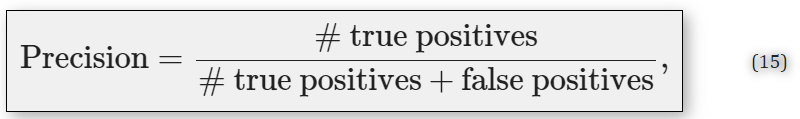 Precision = # true positives / # true positives + false positives, (15)